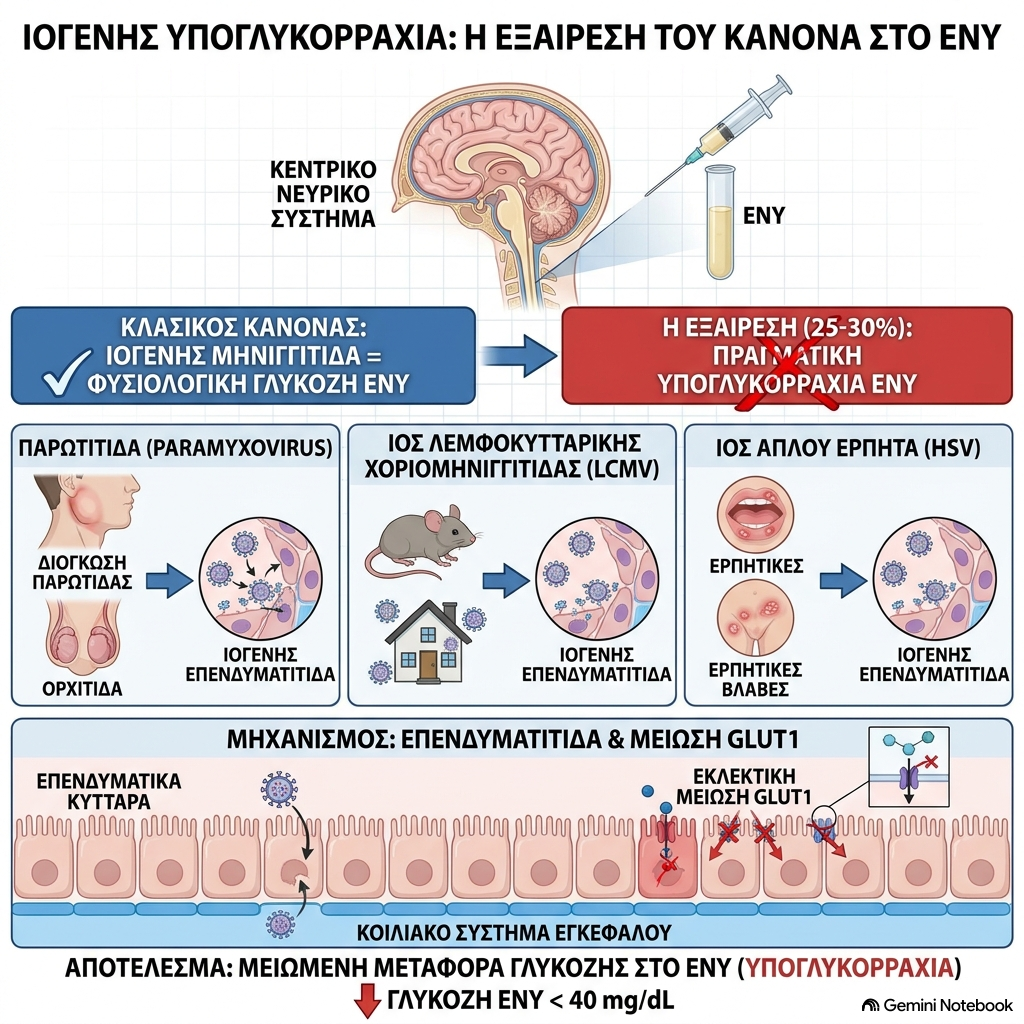 ΙΟΓΕΝΗΣ ΥΠΟΓΛΥΚΟΡΡΑΧΙΑ: Η ΕΞΑΙΡΕΣΗ ΤΟΥ ΚΑΝΟΝΑ ΣΤΟ ΕΝΥ
ΚΕΝΤΡΙΚΟ
ΝΕΥΡΙΚΟ
ΣΥΣΤΗΜΑ
ΕΝΥ
ΚΛΑΣΙΚΟΣ ΚΑΝΟΝΑΣ:
ΙΟΓΕΝΗΣ ΜΗΝΙΓΓΙΤΙΔΑ =
ΦΥΣΙΟΛΟΓΙΚΗ ΓΛΥΚΟΖΗ ΕΝΥ
Η ΕΞΑΙΡΕΣΗ (25-30%):
ΠΡΑΓΜΑΤΙΚΗ
ΥΠΟΓΛΥΚΟΡΡΑΧΙΑ ΕΝΥ
ΠΑΡΩΤΙΤΙΔΑ (PARAMYXOVIRUS)
ΔΙΟΓΚΩΣΗ
ΠΑΡΩΤΙΔΑΣ
ΟΡΧΙΤΙΔΑ
ΙΟΓΕΝΗΣ
ΕΠΕΝΔΥΜΑΤΙΤΙΔΑ
ΙΟΣ ΛΕΜΦΟΚΥΤΤΑΡΙΚΗΣ
ΧΟΡΙΟΜΗΝΙΓΓΙΤΙΔΑΣ (LCMV)
ΙΟΓΕΝΗΣ
ΕΠΕΝΔΥΜΑΤΙΤΙΔΑ
ΙΟΣ ΑΠΛΟΥ ΕΡΠΗΤΑ (HSV)
ΕΡΠΗΤΙΚΕΣ
ΕΡΠΗΤΙΚΕΣ
ΒΛΑΒΕΣ
ΙΟΓΕΝΗΣ
ΕΠΕΝΔΥΜΑΤΙΤΙΔΑ
ΜΗΧΑΝΙΣΜΟΣ: ΕΠΕΝΔΥΜΑΤΙΤΙΔΑ & ΜΕΙΩΣΗ GLUT1
ΕΠΕΝΔΥΜΑΤΙΚΑ
ΚΥΤΤΑΡΑ
ΕΚΛΕΚΤΙΚΗ
ΜΕΙΩΣΗ GLUT1
ΚΟΙΛΙΑΚΟ ΣΥΣΤΗΜΑ ΕΓΚΕΦΑΛΟΥ
ΑΠΟΤΕΛΕΣΜΑ: ΜΕΙΩΜΕΝΗ ΜΕΤΑΦΟΡΑ ΓΛΥΚΟΖΗΣ ΣΤΟ ΕΝΥ (ΥΠΟΓΛΥΚΟΡΡΑΧΙΑ)
ΓΛΥΚΟΖΗ ΕΝΥ < 40 mg/dL
Gemini Notebook